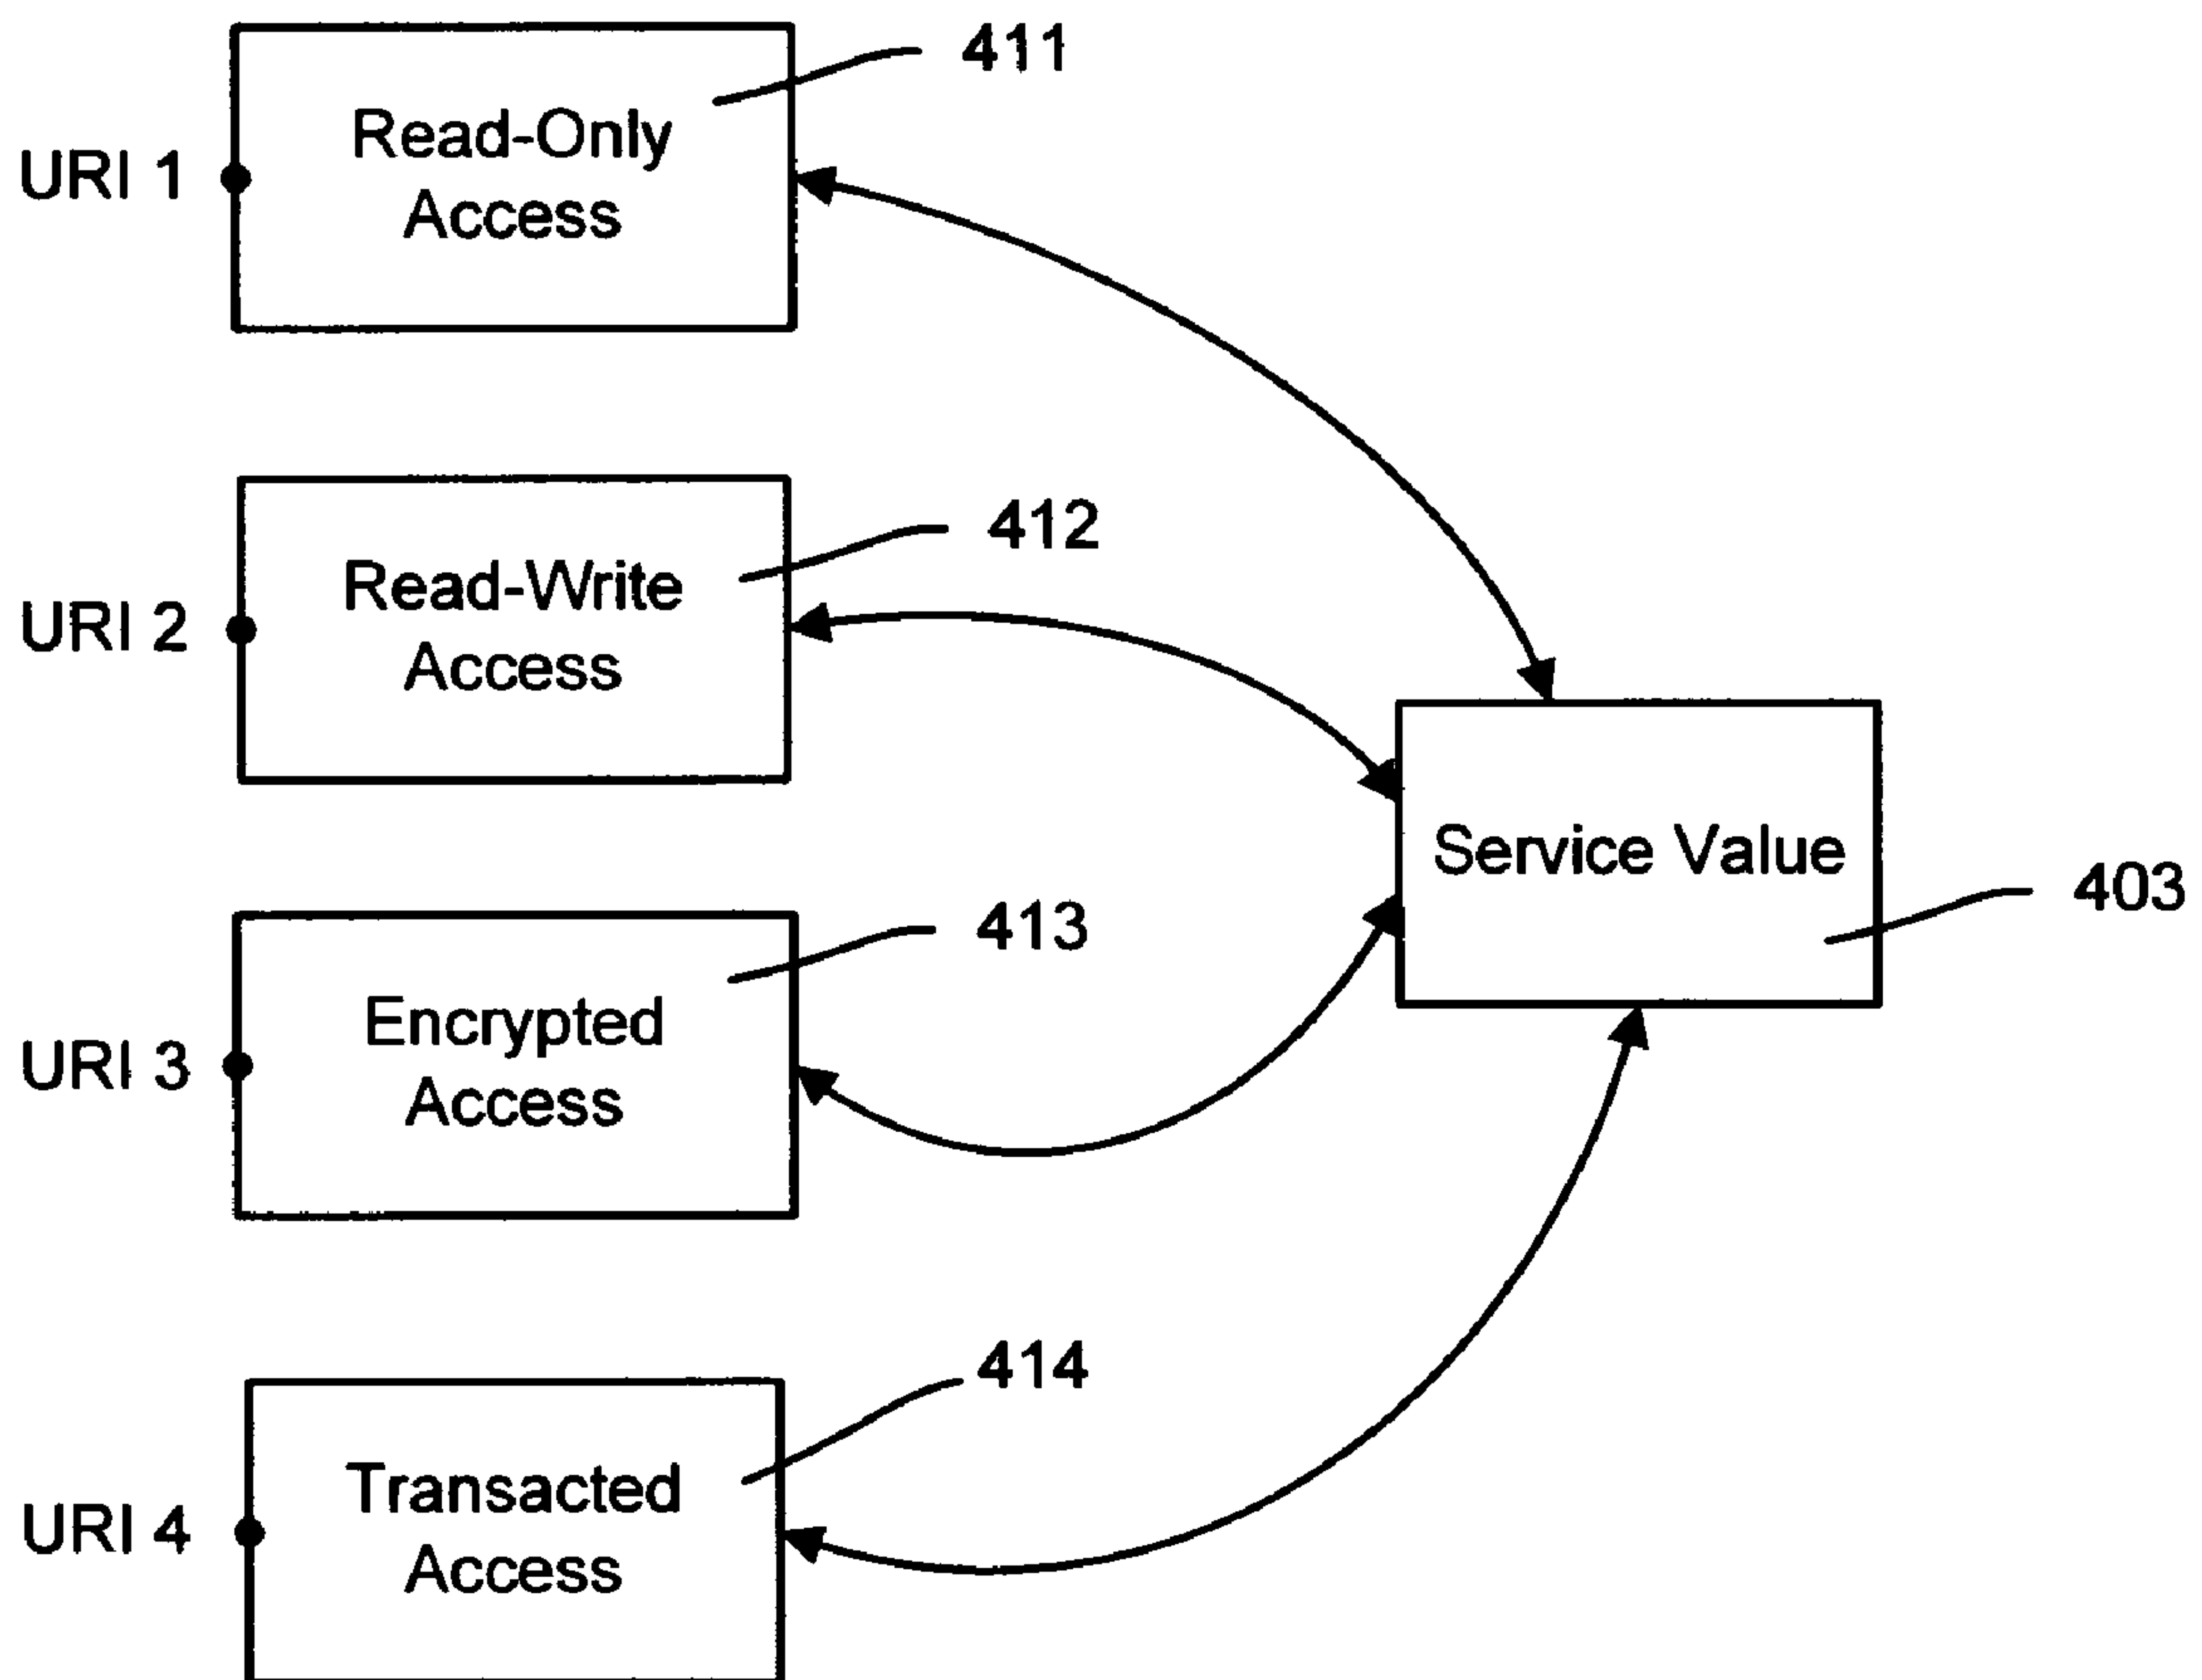 411
Read-Only
Access
URI 1
412
Read-Write
Access
URI 2
Service Value
403
413
Encrypted
Access
URI 3
414
Transacted
Access
URI 4